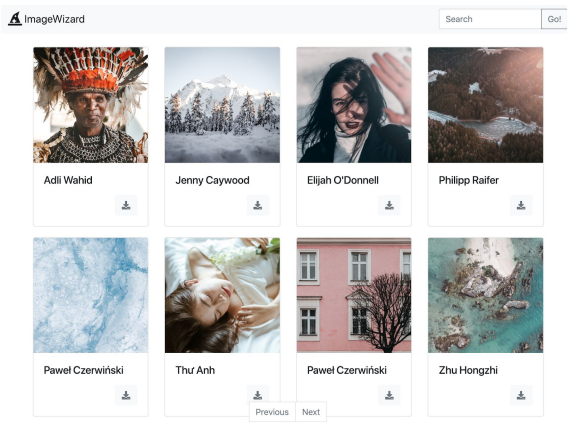 ImageWizard
Search
Go!
Adli Wahid
Jenny Caywood
Elijah O'Donnell
Philipp Raifer
Paweł Czerwiński
Thư Anh
Paweł Czerwiński
Zhu Hongzhi
Previous
Next